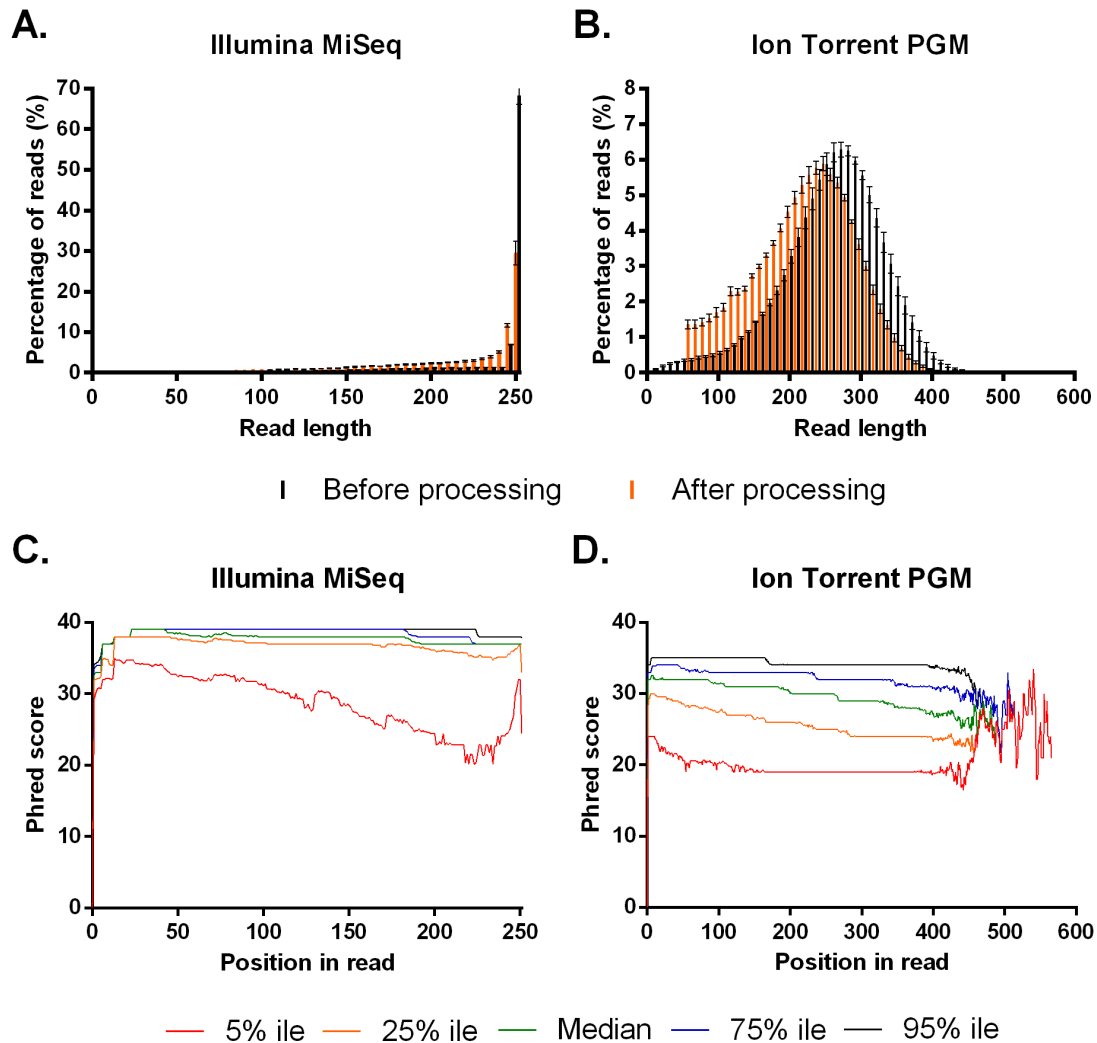 A.
Illumina MiSeq
Percentage of reads (%)
70
60
50
40
30
20
10
0
0 50 100 150 200 250
Read length
B.
Ion Torrent PGM
Percentage of reads (%)
8
7
6
5
4
3
2
1
0
0 100 200 300 400 500 600
Read length
Before processing After processing
C.
Illumina MiSeq
Phred score
40
30
20
10
0
0 50 100 150 200 250
Position in read
D.
Ion Torrent PGM
Phred score
40
30
20
10
0
0 100 200 300 400 500 600
Position in read
5% ile 25% ile Median 75% ile 95% ile